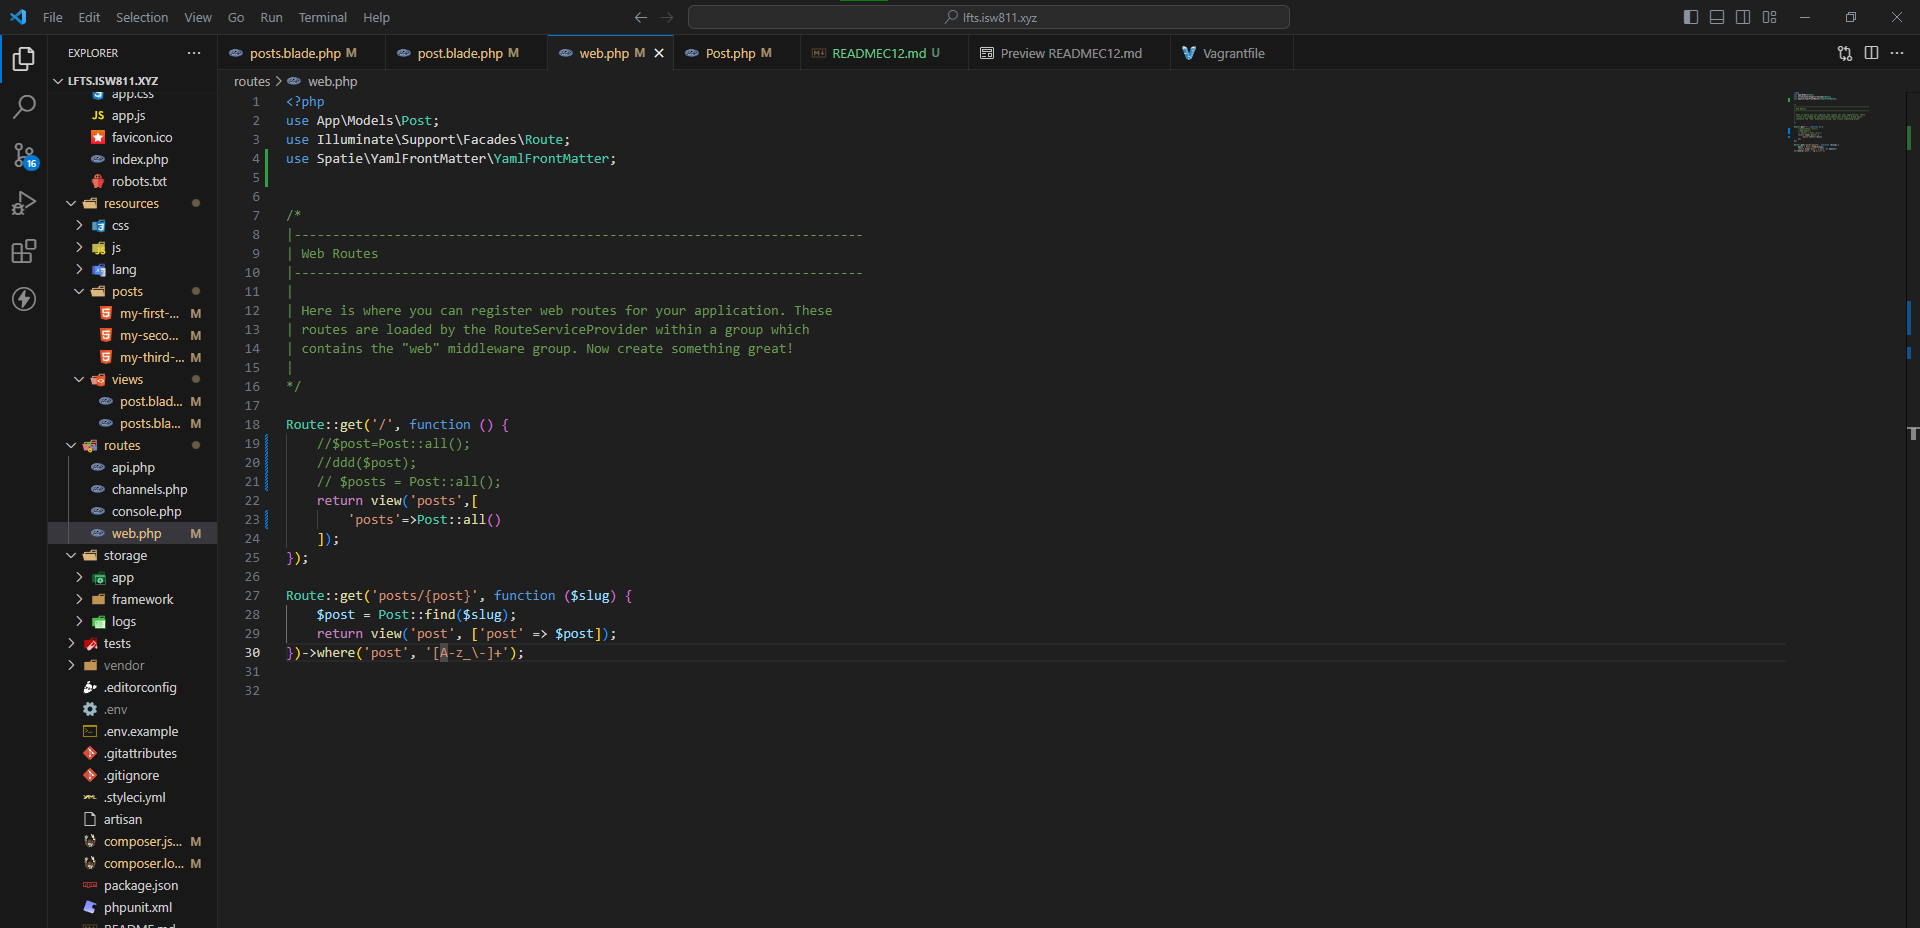 File Edit Selection View Go Run Terminal Help
lfts.isw811.xyz
EXPLORER
posts.blade.php M
post.blade.php M
web.php M
Post.php M
READMEC12.md U
Preview READMEC12.md
Vagrantfile
LFTS.ISW811.XYZ
routes > web.php
app.css
JS app.js
favicon.ico
index.php
robots.txt
resources
css
js
lang
posts
my-first-... M
my-seco... M
my-third-... M
views
post.blad... M
posts.bla... M
routes
api.php
channels.php
console.php
web.php M
storage
app
framework
logs
tests
vendor
.editorconfig
.env
.env.example
.gitattributes
.gitignore
.styleci.yml
artisan
composer.js... M
composer.lo... M
package.json
phpunit.xml
README.md
16
1 <?php
2 use App\Models\Post;
3 use Illuminate\Support\Facades\Route;
4 use Spatie\YamlFrontMatter\YamlFrontMatter;
5
6
7 /*
8 |--------------------------------------------------------------------------
9 | Web Routes
10 |--------------------------------------------------------------------------
11 |
12 | Here is where you can register web routes for your application. These
13 | routes are loaded by the RouteServiceProvider within a group which
14 | contains the "web" middleware group. Now create something great!
15 |
16 */
17
18 Route::get('/', function () {
19     //$post=Post::all();
20     //ddd($post);
21     // $posts = Post::all();
22     return view('posts',[
23         'posts'=>Post::all()
24     ]);
25 });
26
27 Route::get('posts/{post}', function ($slug) {
28     $post = Post::find($slug);
29     return view('post', ['post' => $post]);
30 })->where('post', '[A-z_\-]+');
31
32